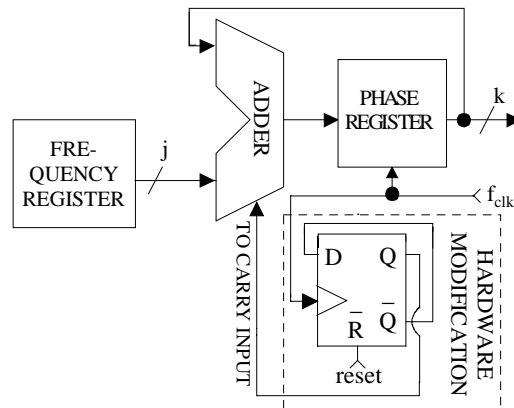 FRE-
QUENCY
REGISTER
j
ADDER
PHASE
REGISTER
k
f_clk
TO CARRY INPUT
D
Q
R̅
Q̅
reset
HARDWARE
MODIFICATION